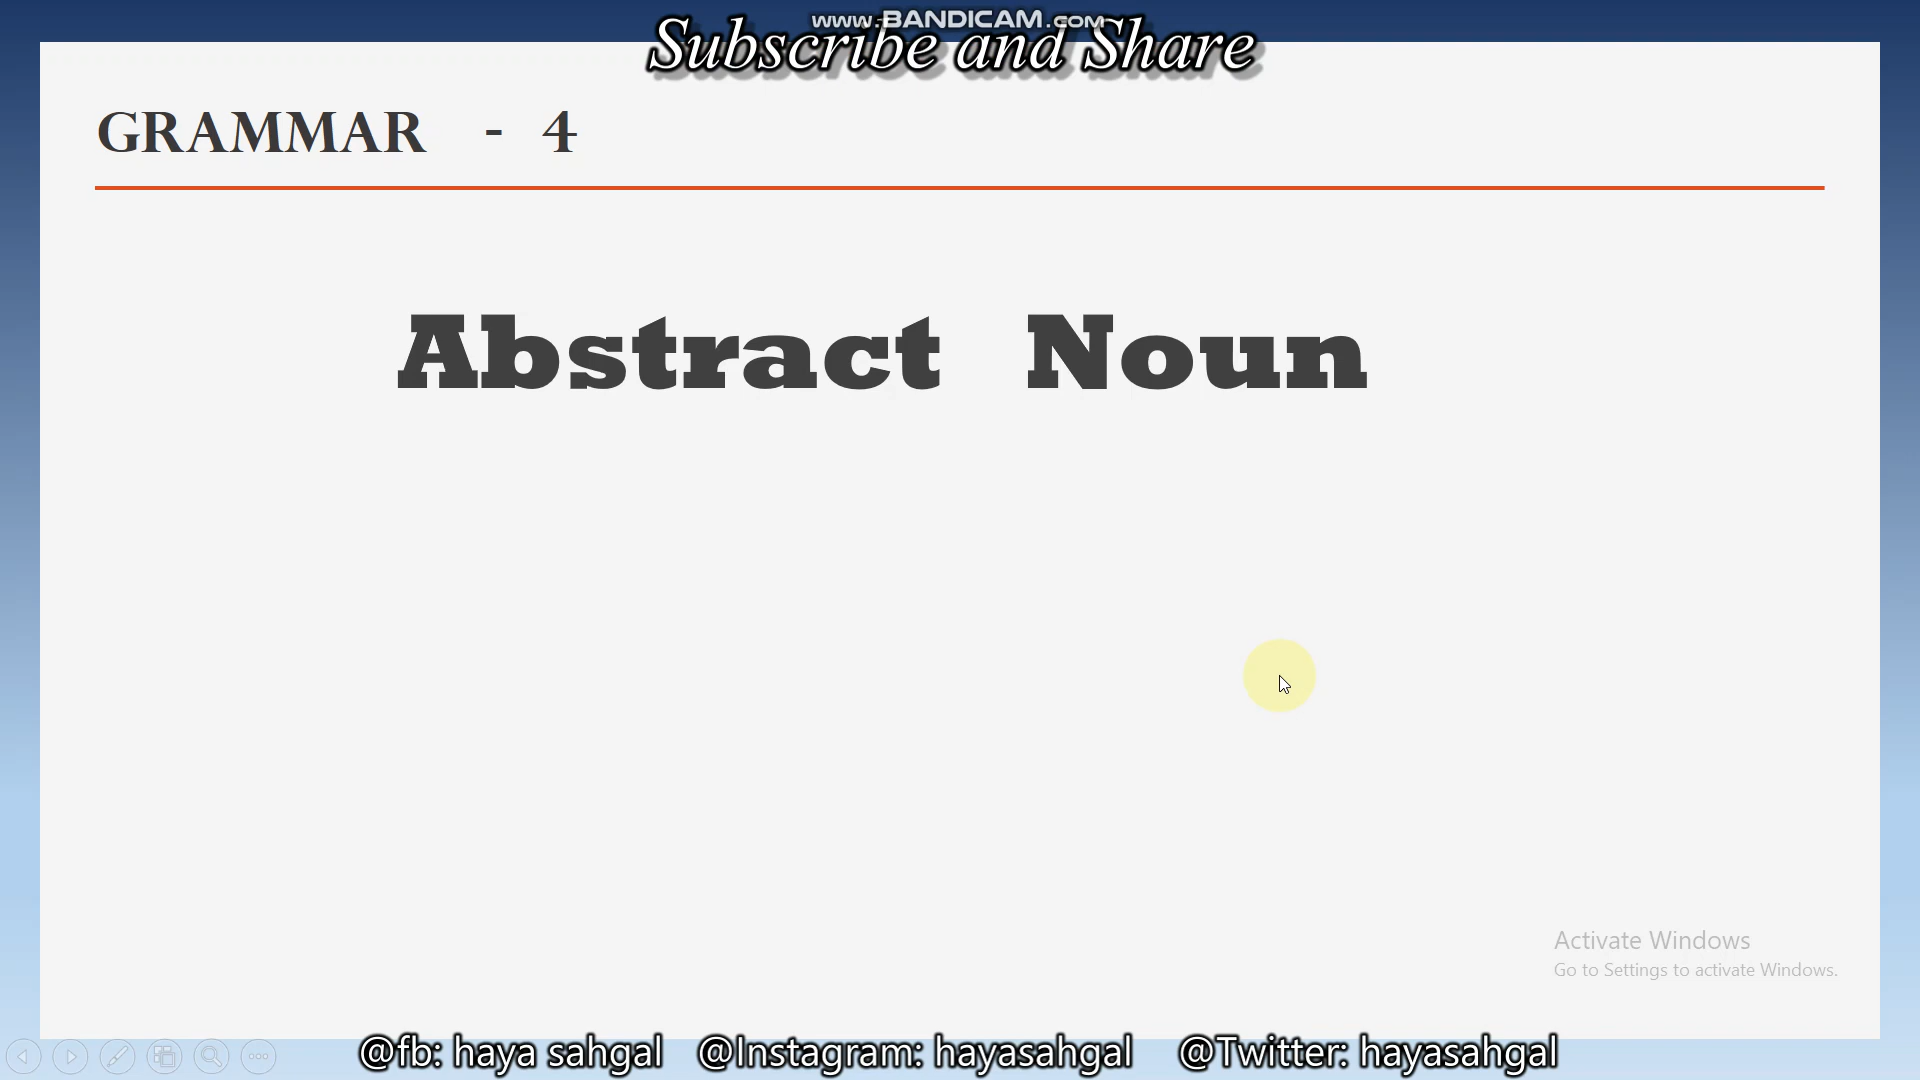 www.BANDICAM.com
Subscribe and Share
GRAMMAR - 4
Abstract Noun
Activate Windows
Go to Settings to activate Windows.
@fb: haya sahgal @Instagram: hayasahgal @Twitter: hayasahgal